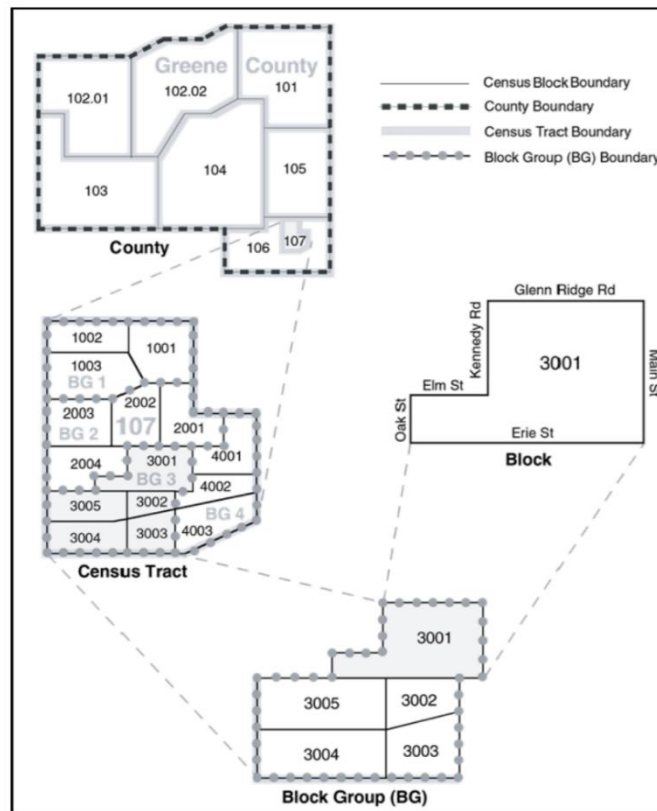 Greene County
102.01
102.02
101
103
104
105
106
107
County
Census Block Boundary
County Boundary
Census Tract Boundary
Block Group (BG) Boundary
1002
1001
1003
BG 1
2003
2002
BG 2
107
2001
2004
3001
4001
BG 3
4002
3005
3002
BG 4
3004
3003
4003
Census Tract
Glenn Ridge Rd
Kennedy Rd
3001
Main St
Elm St
Oak St
Erie St
Block
3001
3005
3002
3004
3003
Block Group (BG)